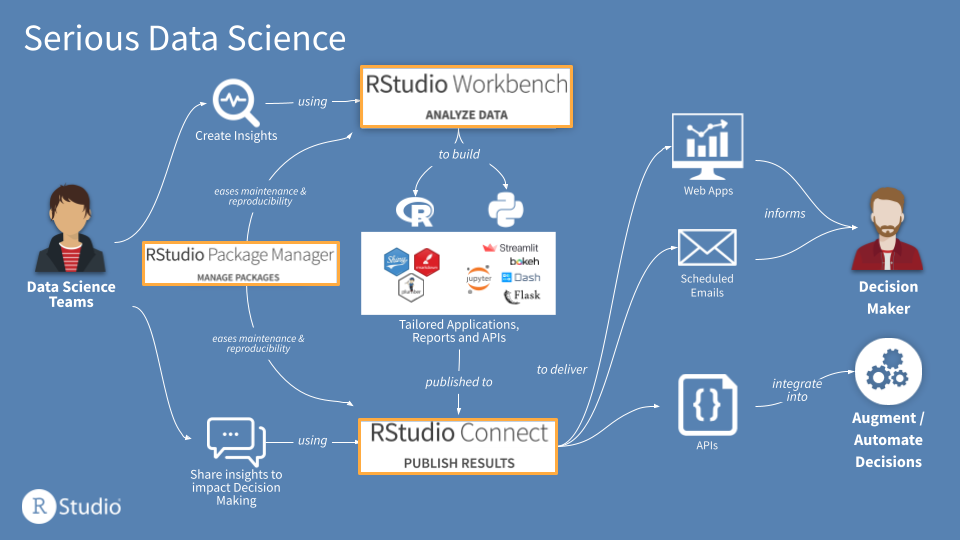 Serious Data Science
RStudio Workbench
ANALYZE DATA
using
Create Insights
to build
eases maintenance &
reproducibility
R
Web Apps
informs
RStudio Package Manager
MANAGE PACKAGES
Shiny
rmarkdown
plumber
Streamlit
bokeh
jupyter
Dash
Flask
Data Science
Teams
Scheduled
Emails
Decision
Maker
Tailored Applications,
Reports and APIs
eases maintenance &
reproducibility
to deliver
published to
integrate
into
{}
APIs
Augment /
Automate
Decisions
RStudio Connect
PUBLISH RESULTS
using
Share insights to
impact Decision
Making
R Studio